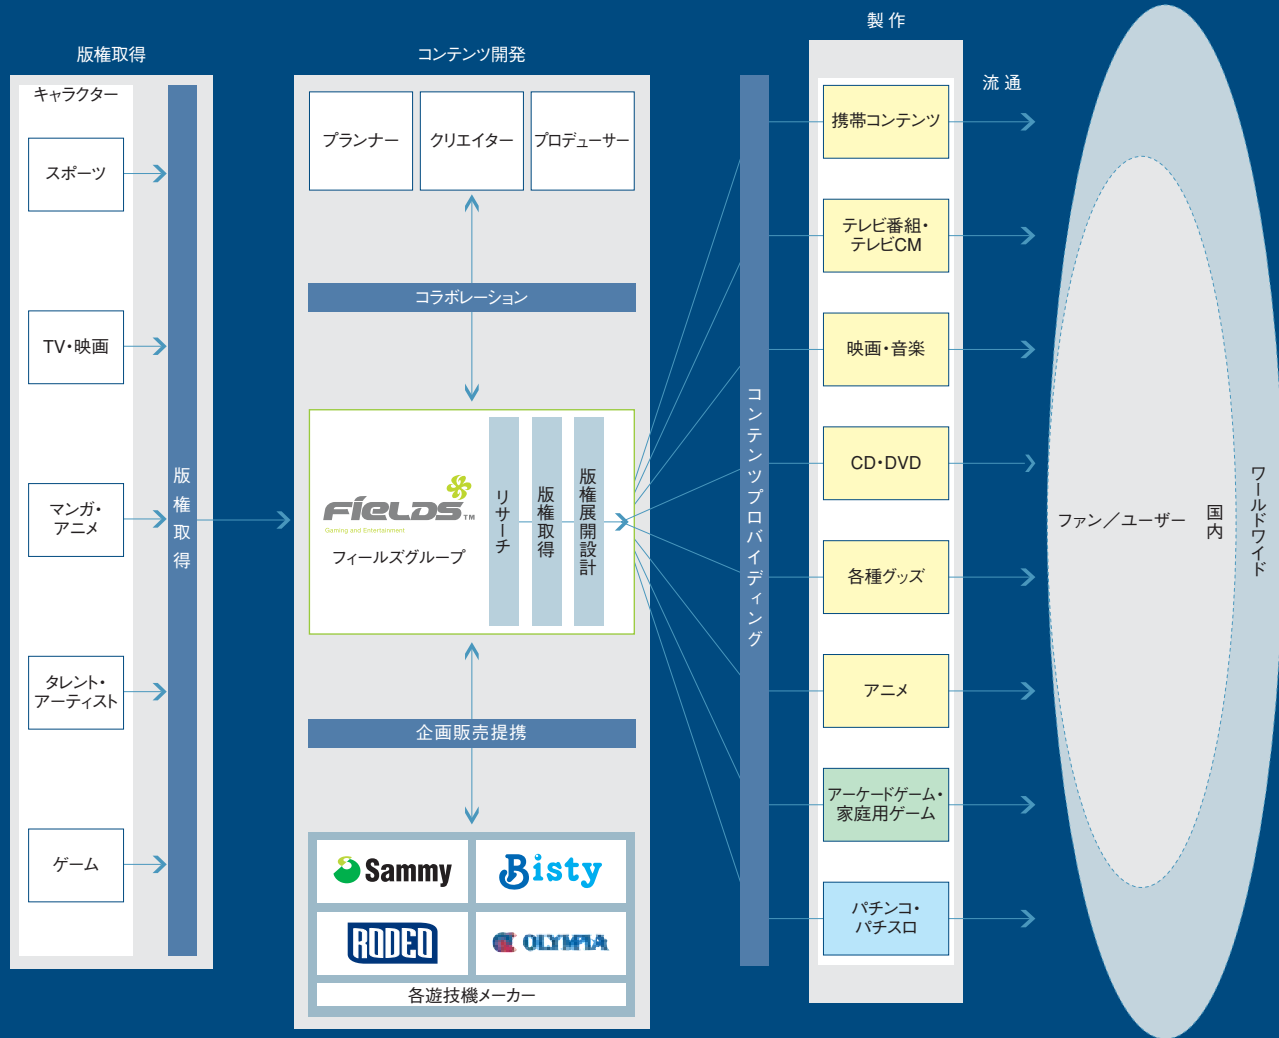 版権取得
キャラクター
スポーツ
TV・映画
マンガ・
アニメ
タレント・
アーティスト
ゲーム
版権取得
コンテンツ開発
プランナー
クリエイター
プロデューサー
コラボレーション
FIELDS TM
Gaming and Entertainment
フィールズグループ
リサーチ
版権取得
版権展開設計
企画販売提携
Sammy
Bisty
RODEO
OLYMPIA
各遊技機メーカー
コンテンツプロバイディング
製作
携帯コンテンツ
テレビ番組・
テレビCM
映画・音楽
CD・DVD
各種グッズ
アニメ
アーケードゲーム・
家庭用ゲーム
パチンコ・
パチスロ
流通
ファン／ユーザー
国内
ワールドワイド